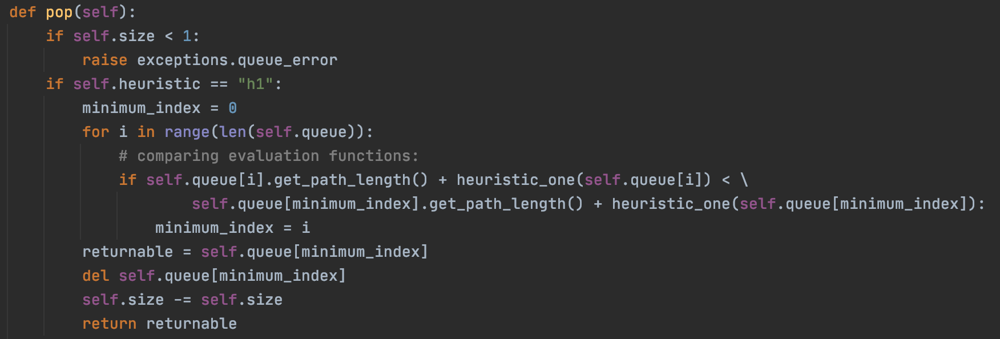 def pop(self):
    if self.size < 1:
        raise exceptions.queue_error
    if self.heuristic == "h1":
        minimum_index = 0
        for i in range(len(self.queue)):
            # comparing evaluation functions:
            if self.queue[i].get_path_length() + heuristic_one(self.queue[i]) < \
                    self.queue[minimum_index].get_path_length() + heuristic_one(self.queue[minimum_index]):
                minimum_index = i
        returnable = self.queue[minimum_index]
        del self.queue[minimum_index]
        self.size -= self.size
        return returnable